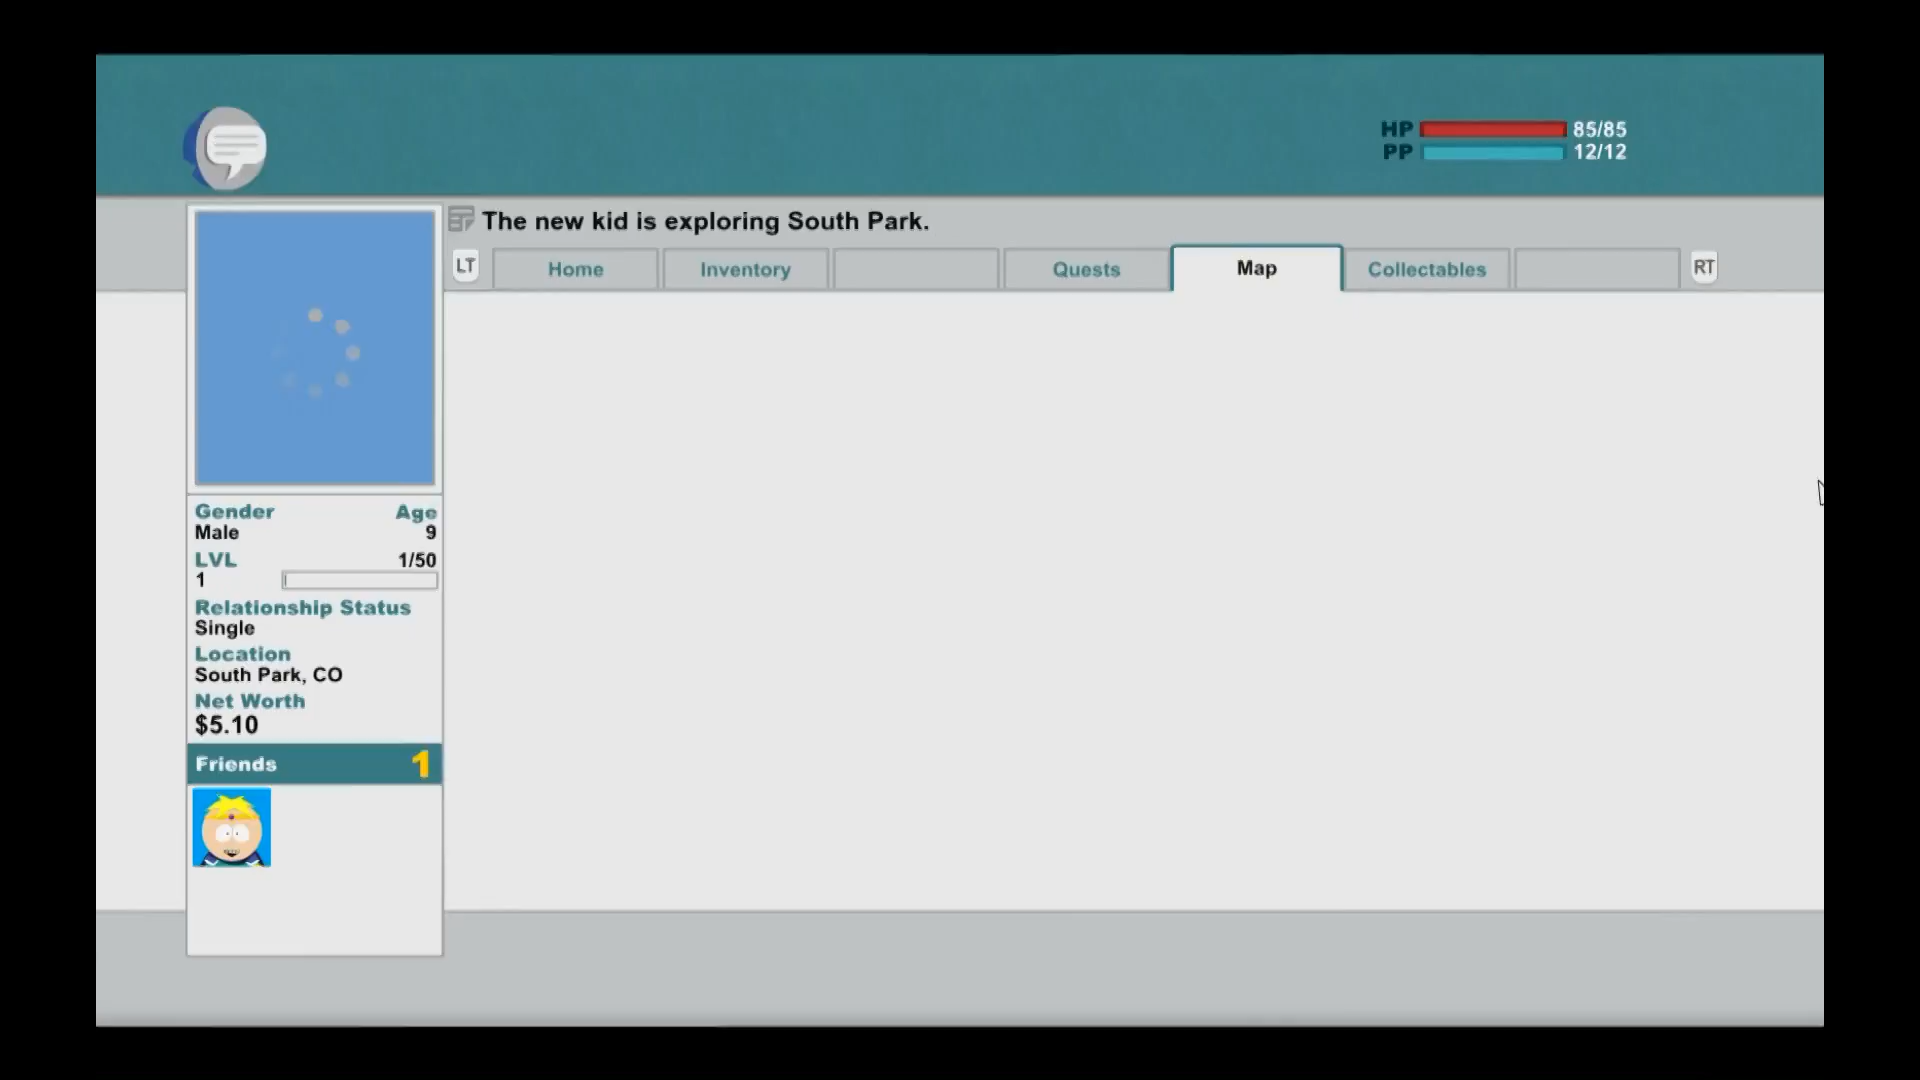 HP 85/85
PP 12/12
The new kid is exploring South Park.
LT Home Inventory Quests Map Collectables RT
Gender Age
Male 9
LVL 1/50
1
Relationship Status
Single
Location
South Park, CO
Net Worth
$5.10
Friends 1